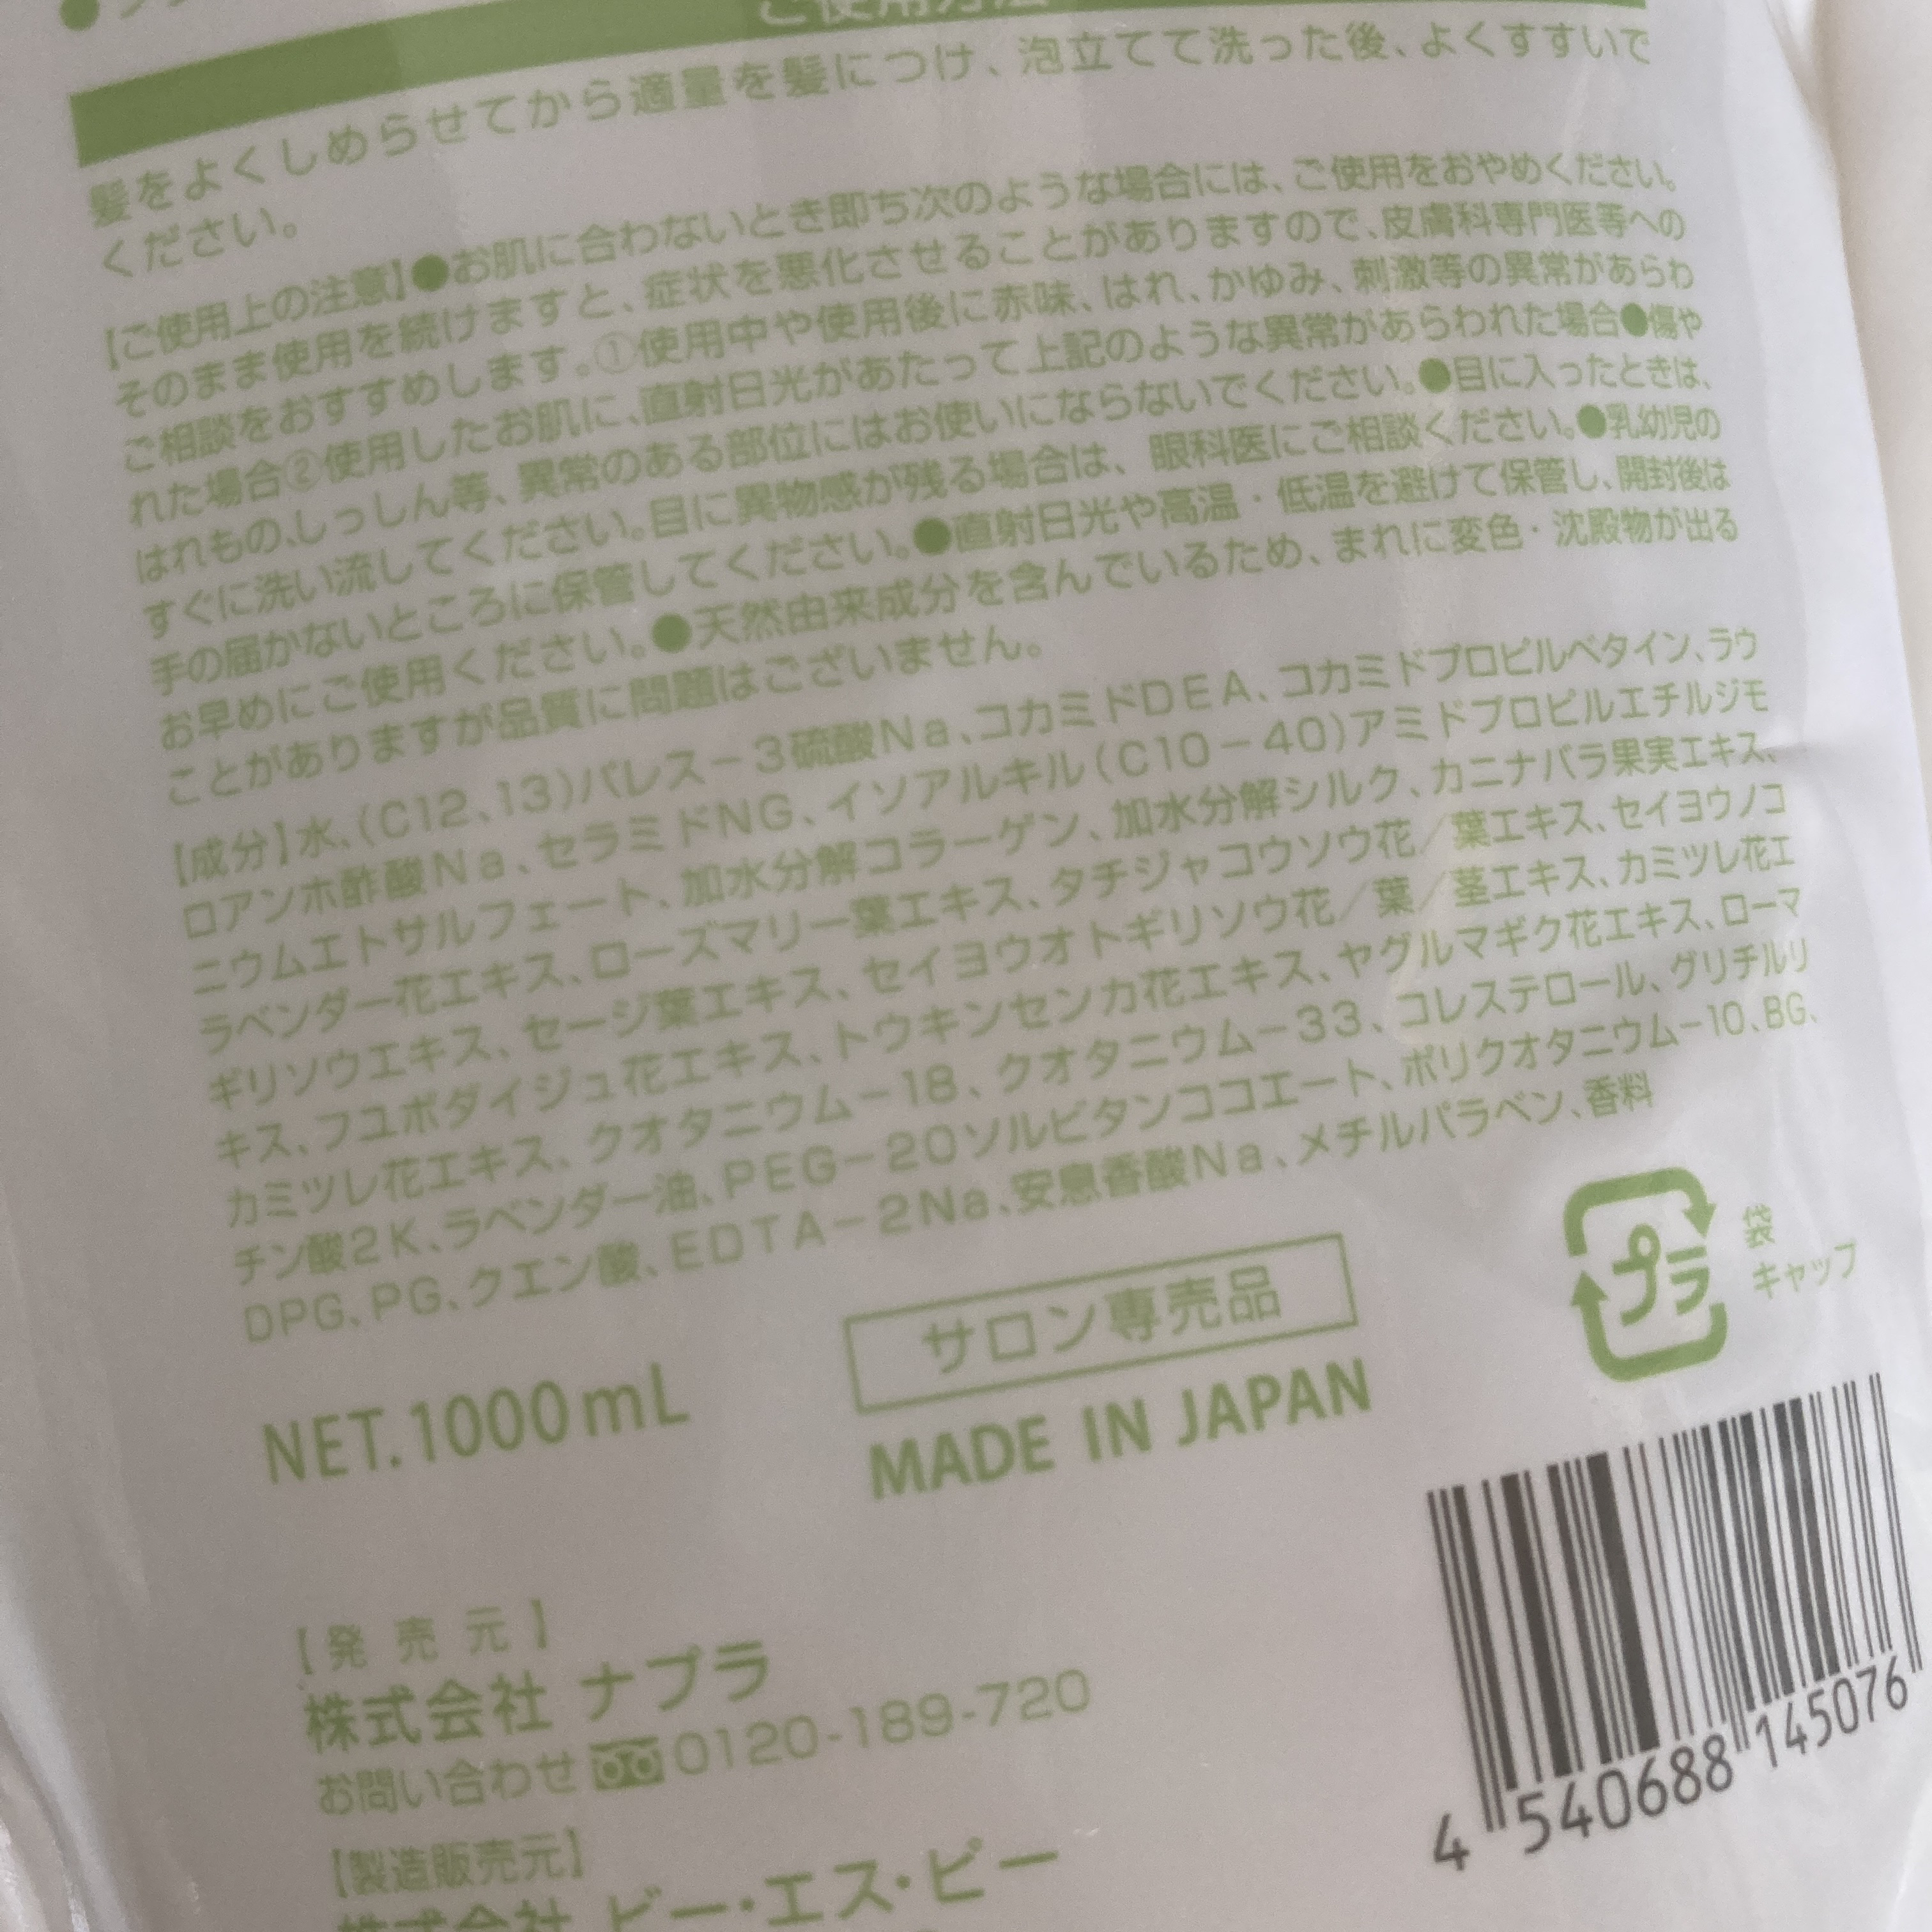 ご使用方法
髪をよくしめらせてから適量を髪につけ、泡立てて洗った後、よくすすいで
ください。
【ご使用上の注意】●お肌に合わないとき即ち次のような場合には、ご使用をおやめください。
そのまま使用を続けますと、症状を悪化させることがありますので、皮膚科専門医等への
ご相談をおすすめします。①使用中や使用後に赤味、はれ、かゆみ、刺激等の異常があらわ
れた場合②使用したお肌に、直射日光があたって上記のような異常があらわれた場合●傷や
はれもの、しっしん等、異常のある部位にはお使いにならないでください。●目に入ったときは、
すぐに洗い流してください。目に異物感が残る場合は、眼科医にご相談ください。●乳幼児の
手の届かないところに保管してください。●直射日光や高温・低温を避けて保管し、開封後は
お早めにご使用ください。●天然由来成分を含んでいるため、まれに変色・沈殿物が出る
ことがありますが品質に問題はございません。
【成分】水、(C12、13)パレス－3硫酸Na、コカミドDEA、コカミドプロピルベタイン、ラウ
ロアンホ酢酸Na、セラミドNG、イソアルキル(C10－40)アミドプロピルエチルジモ
ニウムエトサルフェート、加水分解コラーゲン、加水分解シルク、カニナバラ果実エキス、
ラベンダー花エキス、ローズマリー葉エキス、タチジャコウソウ花／葉エキス、セイヨウノコ
ギリソウエキス、セージ葉エキス、セイヨウオトギリソウ花／葉／茎エキス、カミツレ花エ
キス、フユボダイジュ花エキス、トウキンセンカ花エキス、ヤグルマギク花エキス、ローマ
カミツレ花エキス、クオタニウム－18、クオタニウム－33、コレステロール、グリチルリ
チン酸2K、ラベンダー油、PEG－20ソルビタンココエート、ポリクオタニウム－10、BG、
DPG、PG、クエン酸、EDTA－2Na、安息香酸Na、メチルパラベン、香料
プラ
袋
キャップ
サロン専売品
NET.1000mL
MADE IN JAPAN
【発売元】
株式会社 ナプラ
お問い合わせ 0120-189-720
【製造販売元】
株式会社 ビー・エス・ビー
4 540688 145076